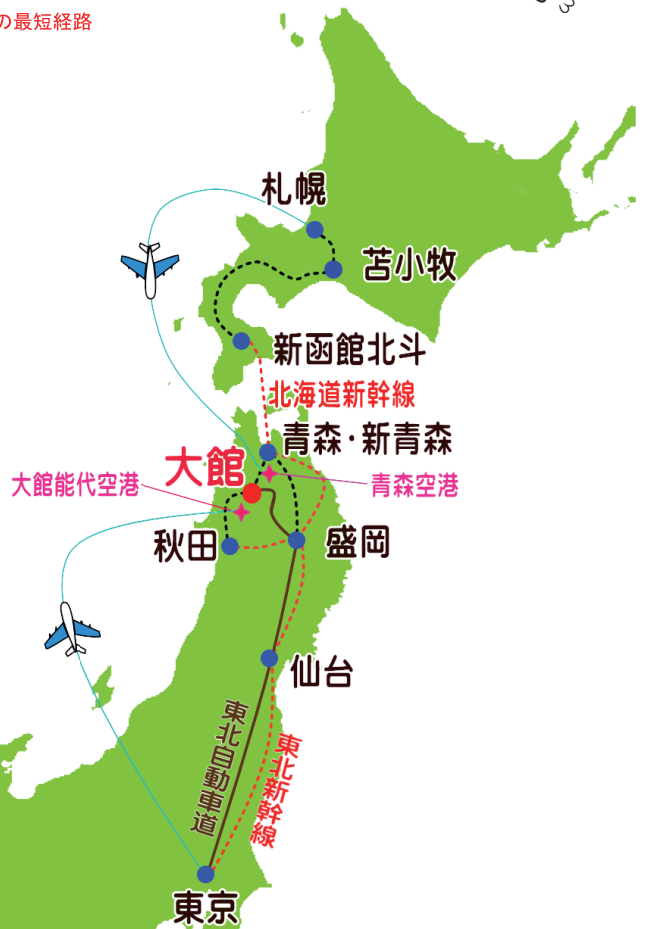 の最短経路
札幌
苫小牧
新函館北斗
北海道新幹線
青森・新青森
大館
大館能代空港
青森空港
秋田
盛岡
仙台
東北自動車道
東北新幹線
東京